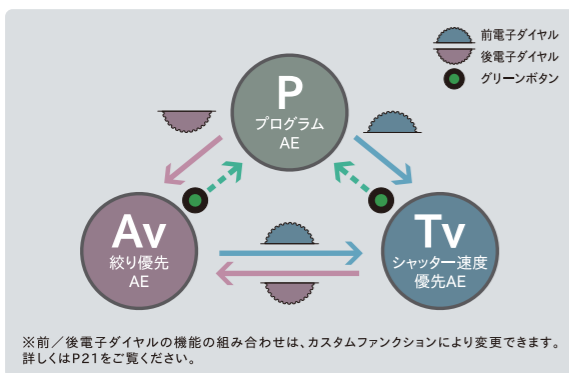 前電子ダイヤル
後電子ダイヤル
グリーンボタン
P
プログラム
AE
Av
絞り優先
AE
Tv
シャッター速度
優先AE
※前／後電子ダイヤルの機能の組み合わせは、カスタムファンクションにより変更できます。
詳しくはP21をご覧ください。